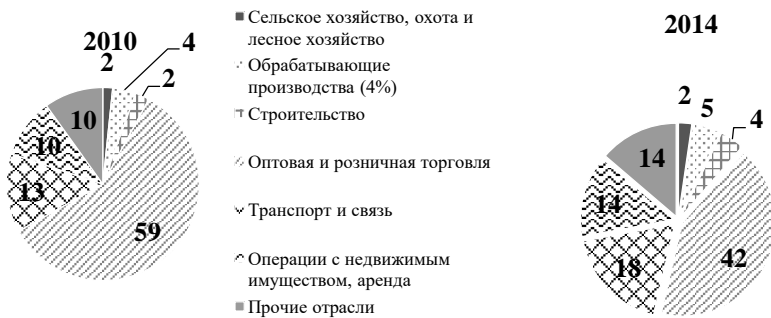 2010
2
4
2
10
10
13
59
Сельское хозяйство, охота и
лесное хозяйство
Обрабатывающие
производства (4%)
Строительство
Оптовая и розничная торговля
Транспорт и связь
Операции с недвижимым
имуществом, аренда
Прочие отрасли
2014
2
5
4
14
14
18
42